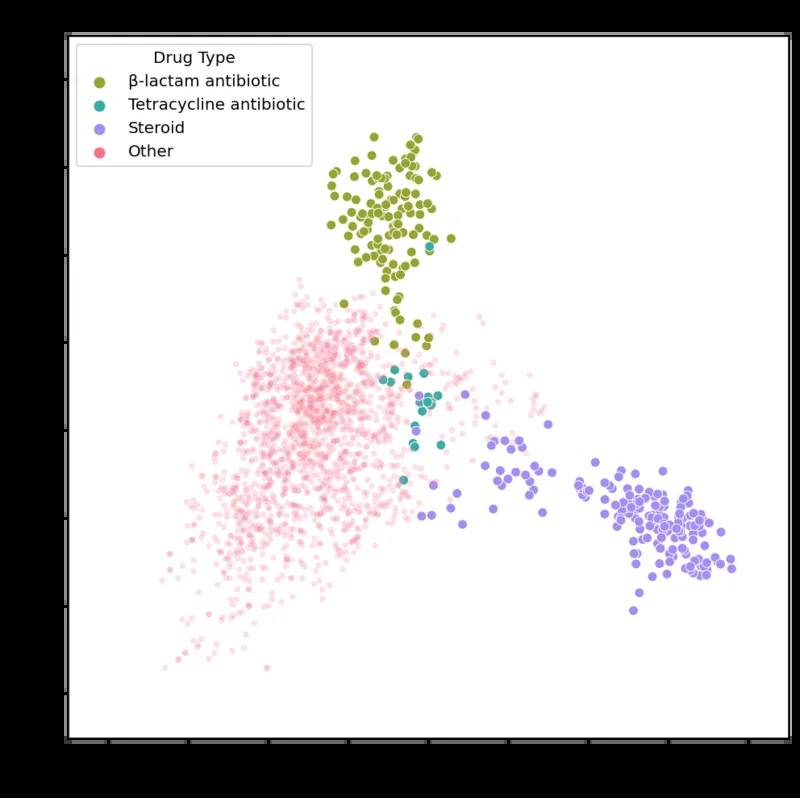 Drug Type
β-lactam antibiotic
Tetracycline antibiotic
Steroid
Other